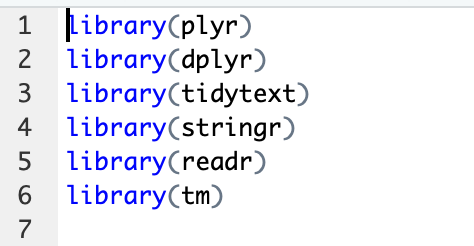 1 library(plyr)
2 library(dplyr)
3 library(tidytext)
4 library(stringr)
5 library(readr)
6 library(tm)
7